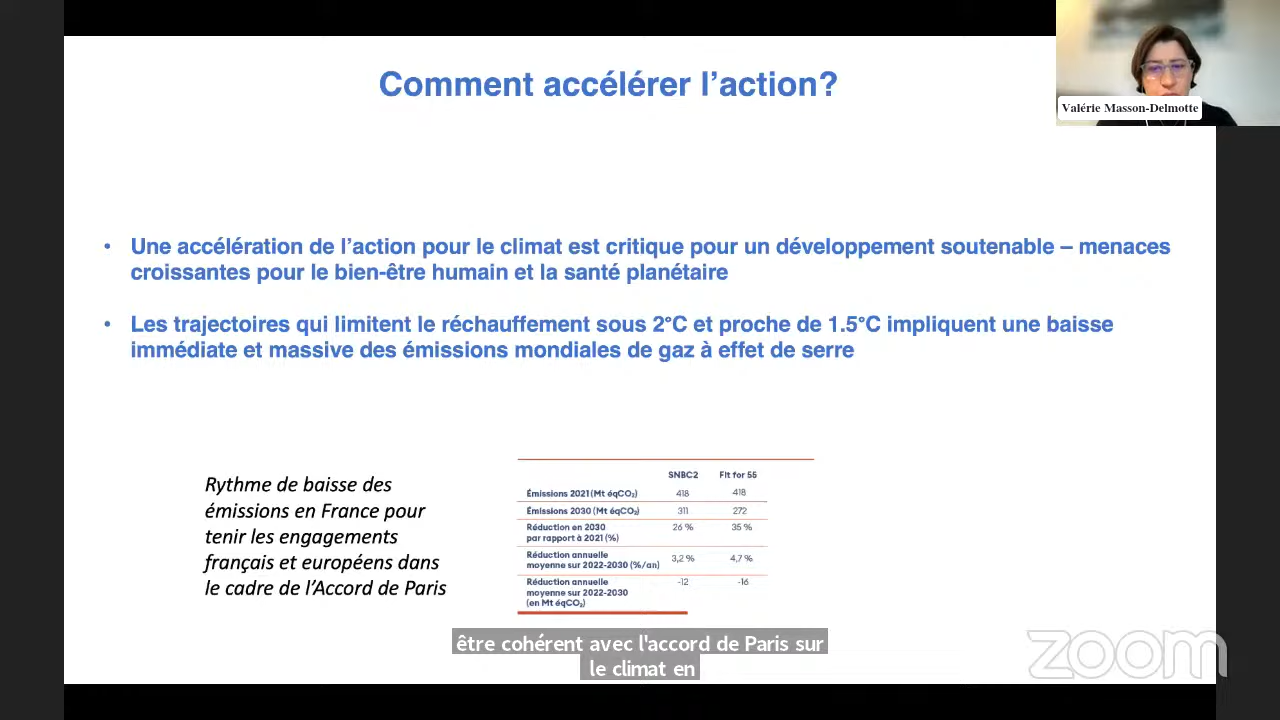 Comment accélérer l’action?
Valérie Masson-Delmotte
• Une accélération de l’action pour le climat est critique pour un développement soutenable – menaces
croissantes pour le bien-être humain et la santé planétaire
• Les trajectoires qui limitent le réchauffement sous 2°C et proche de 1.5°C impliquent une baisse
immédiate et massive des émissions mondiales de gaz à effet de serre
Rythme de baisse des
émissions en France pour
tenir les engagements
français et européens dans
le cadre de l’Accord de Paris
SNBC2 Fit for 55
Émissions 2021 (Mt éqCO₂) 418 418
Émissions 2030 (Mt éqCO₂) 311 272
Réduction en 2030
par rapport à 2021 (%) 26 % 35 %
Réduction annuelle
moyenne sur 2022-2030 (%/an) 3,2 % 4,7 %
Réduction annuelle -12 -16
moyenne sur 2022-2030
(en Mt éqCO₂)
être cohérent avec l'accord de Paris sur
le climat en
zoom